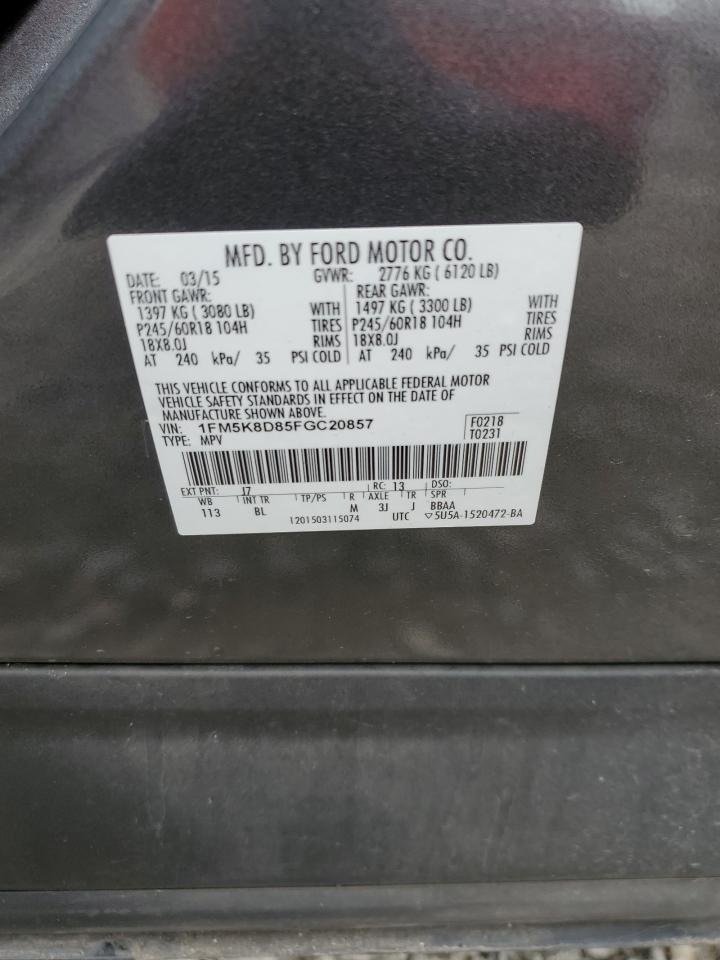 MFD. BY FORD MOTOR CO.
DATE: 03/15 GVWR: 2776 KG ( 6120 LB)
FRONT GAWR: REAR GAWR:
1397 KG ( 3080 LB) WITH 1497 KG ( 3300 LB) WITH
P245/60R18 104H TIRES P245/60R18 104H TIRES
18X8.0J RIMS 18X8.0J RIMS
AT 240 kPa/ 35 PSI COLD AT 240 kPa/ 35 PSI COLD
THIS VEHICLE CONFORMS TO ALL APPLICABLE FEDERAL MOTOR
VEHICLE SAFETY STANDARDS IN EFFECT ON THE DATE OF
MANUFACTURE SHOWN ABOVE.
VIN: 1FM5K8D85FGC20857 F0218
TYPE: MPV T0231
EXT PNT: J7 RC: 13 DSO:
WB INT TR TP/PS R AXLE TR SPR
113 BL M 3J J BBAA
1201503115074 UTC ▽5U5A-1520472-BA